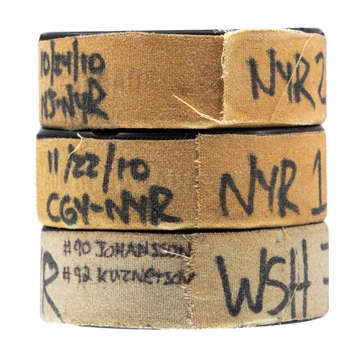 10/24/10
NJ-NYR
NYR 2
11/22/10
CGY-NYR
NYR 1
R
#90 JOHANSSON
#92 KUZNETSOV
WSH